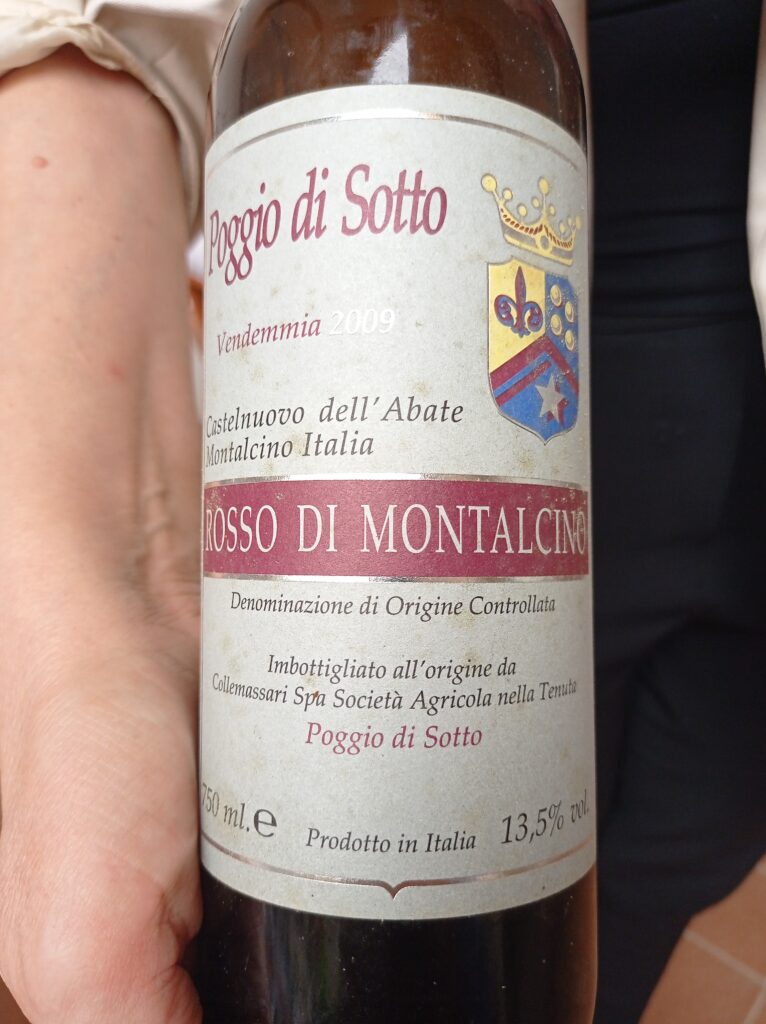 Poggio di Sotto
Vendemmia 2009
Castelnuovo dell'Abate
Montalcino Italia
ROSSO DI MONTALCINO
Denominazione di Origine Controllata
Imbottigliato all'origine da
Collemassari Spa Società Agricola nella Tenuta
Poggio di Sotto
750 ml.e
Prodotto in Italia
13,5% vol.